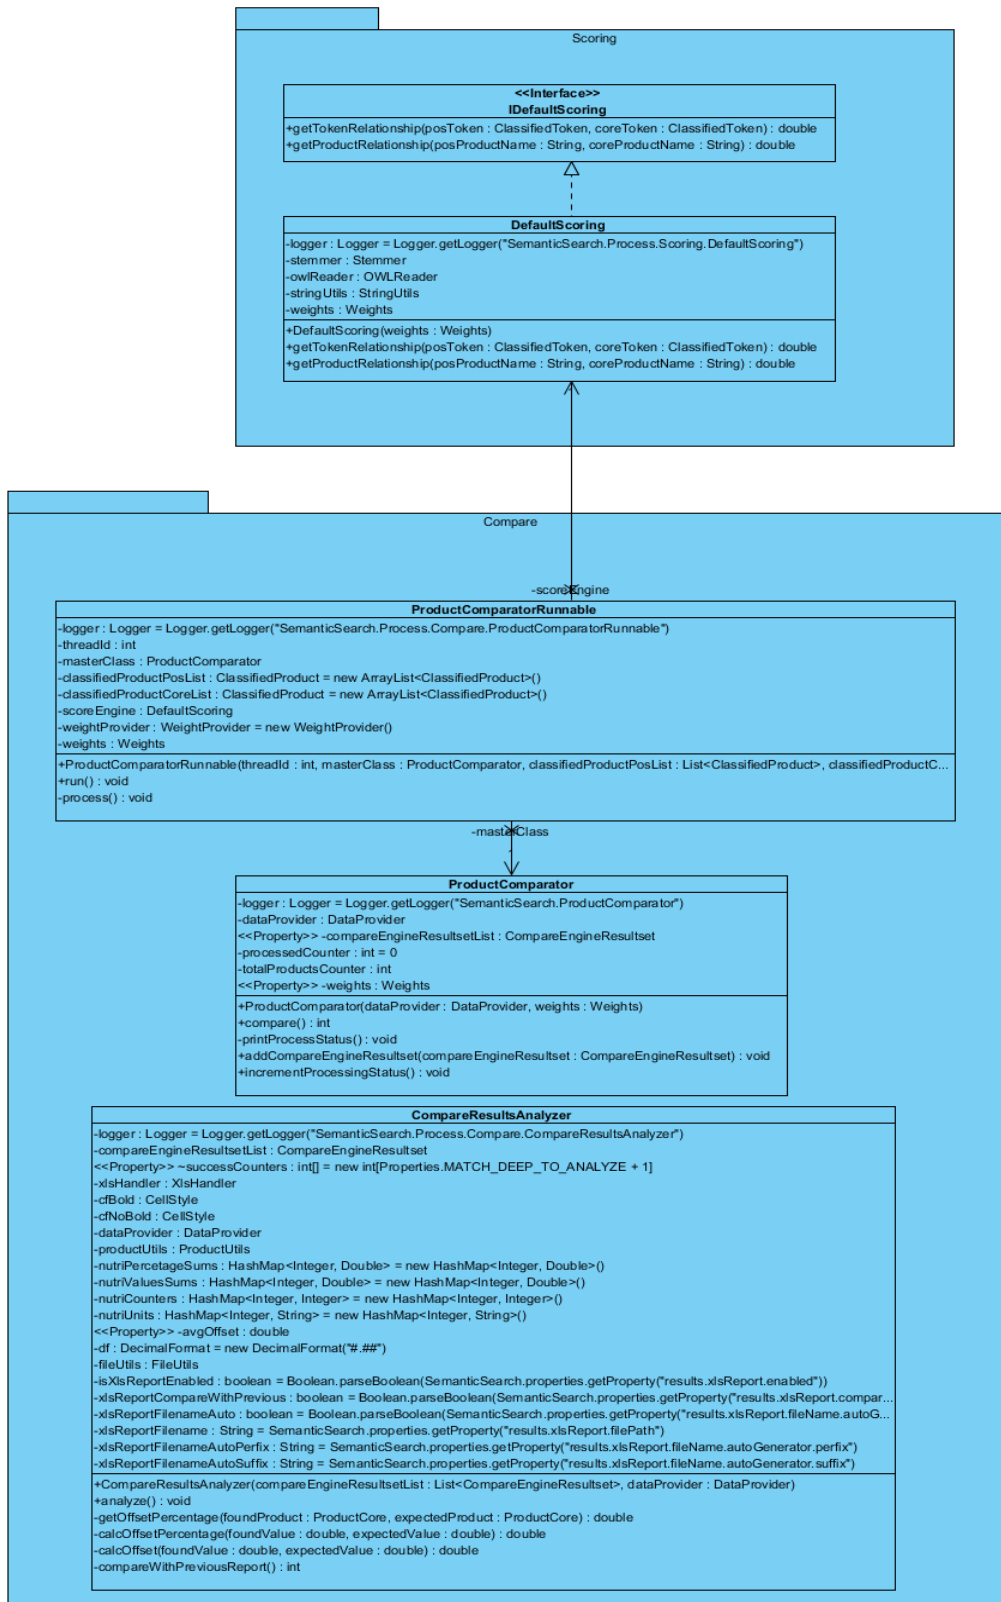 Scoring
<<Interface>>
IDefaultScoring
+getTokenRelationship(posToken : ClassifiedToken, coreToken : ClassifiedToken) : double
+getProductRelationship(posProductName : String, coreProductName : String) : double
DefaultScoring
-logger : Logger = Logger.getLogger("SemanticSearch.Process.Scoring.DefaultScoring")
-stemmer : Stemmer
-owlReader : OWLReader
-stringUtils : StringUtils
-weights : Weights
+DefaultScoring(weights : Weights)
+getTokenRelationship(posToken : ClassifiedToken, coreToken : ClassifiedToken) : double
+getProductRelationship(posProductName : String, coreProductName : String) : double
Compare
-scoreEngine
ProductComparatorRunnable
-logger : Logger = Logger.getLogger("SemanticSearch.Process.Compare.ProductComparatorRunnable")
-threadId : int
-masterClass : ProductComparator
-classifiedProductPosList : ClassifiedProduct = new ArrayList<ClassifiedProduct>()
-classifiedProductCoreList : ClassifiedProduct = new ArrayList<ClassifiedProduct>()
-scoreEngine : DefaultScoring
-weightProvider : WeightProvider = new WeightProvider()
-weights : Weights
+ProductComparatorRunnable(threadId : int, masterClass : ProductComparator, classifiedProductPosList : List<ClassifiedProduct>, classifiedProductC...
+run() : void
-process() : void
-masterClass
ProductComparator
-logger : Logger = Logger.getLogger("SemanticSearch.ProductComparator")
-dataProvider : DataProvider
<<Property>> -compareEngineResultsetList : CompareEngineResultset
-processedCounter : int = 0
-totalProductsCounter : int
<<Property>> -weights : Weights
+ProductComparator(dataProvider : DataProvider, weights : Weights)
+compare() : int
-printProcessStatus() : void
+addCompareEngineResultset(compareEngineResultset : CompareEngineResultset) : void
+incrementProcessingStatus() : void
CompareResultsAnalyzer
-logger : Logger = Logger.getLogger("SemanticSearch.Process.Compare.CompareResultsAnalyzer")
-compareEngineResultsetList : CompareEngineResultset
<<Property>> ~successCounters : int[] = new int[Properties.MATCH_DEEP_TO_ANALYZE + 1]
-xlsHandler : XlsHandler
-cfBold : CellStyle
-cfNoBold : CellStyle
-dataProvider : DataProvider
-productUtils : ProductUtils
-nutriPercetageSums : HashMap<Integer, Double> = new HashMap<Integer, Double>()
-nutriValuesSums : HashMap<Integer, Double> = new HashMap<Integer, Double>()
-nutriCounters : HashMap<Integer, Integer> = new HashMap<Integer, Integer>()
-nutriUnits : HashMap<Integer, String> = new HashMap<Integer, String>()
<<Property>> -avgOffset : double
-df : DecimalFormat = new DecimalFormat("#.##")
-fileUtils : FileUtils
-isXlsReportEnabled : boolean = Boolean.parseBoolean(SemanticSearch.properties.getProperty("results.xlsReport.enabled"))
-xlsReportCompareWithPrevious : boolean = Boolean.parseBoolean(SemanticSearch.properties.getProperty("results.xlsReport.compar...
-xlsReportFilenameAuto : boolean = Boolean.parseBoolean(SemanticSearch.properties.getProperty("results.xlsReport.fileName.autoG...
-xlsReportFilename : String = SemanticSearch.properties.getProperty("results.xlsReport.filePath")
-xlsReportFilenameAutoPerfix : String = SemanticSearch.properties.getProperty("results.xlsReport.fileName.autoGenerator.perfix")
-xlsReportFilenameAutoSuffix : String = SemanticSearch.properties.getProperty("results.xlsReport.fileName.autoGenerator.suffix")
+CompareResultsAnalyzer(compareEngineResultsetList : List<CompareEngineResultset>, dataProvider : DataProvider)
+analyze() : void
-getOffsetPercentage(foundProduct : ProductCore, expectedProduct : ProductCore) : double
-calcOffsetPercentage(foundValue : double, expectedValue : double) : double
-calcOffset(foundValue : double, expectedValue : double) : double
-compareWithPreviousReport() : int